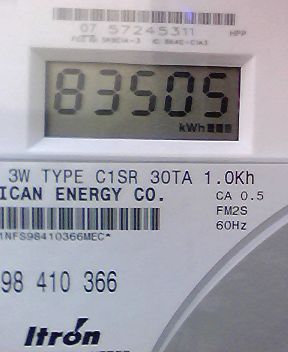 07 57245311
HPP
83505
kWh
3W TYPE C1SR 30TA 1.0Kh
ICAN ENERGY CO.
CA 0.5
FM2S
60Hz
1NFS98410366MEC*
98 410 366
Itron